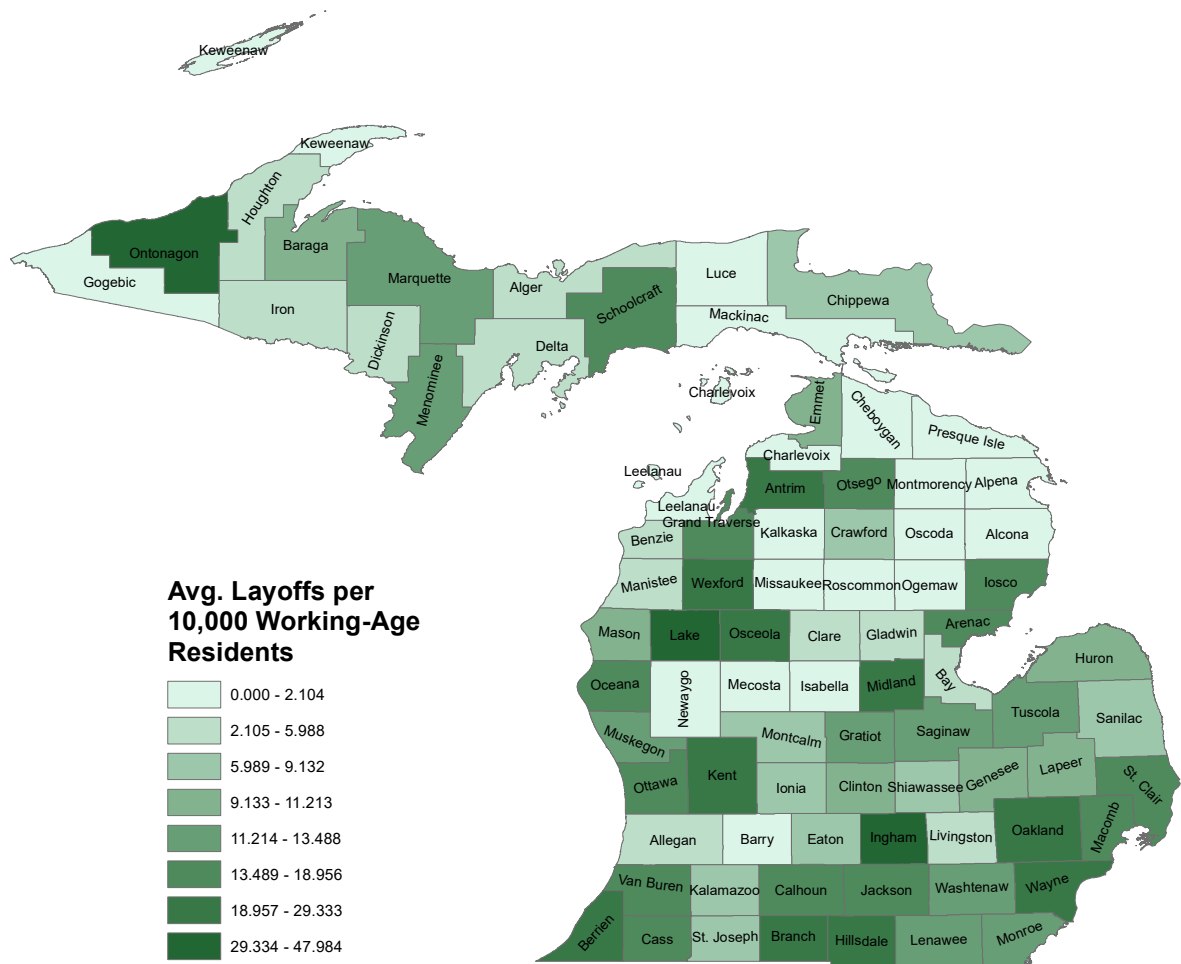 Keweenaw
Keweenaw
Houghton
Ontonagon
Baraga
Gogebic
Marquette
Luce
Alger
Schoolcraft
Chippewa
Iron
Mackinac
Dickinson
Delta
Menominee
Charlevoix
Emmet
Cheboygan
Presque Isle
Charlevoix
Leelanau
Antrim
Otsego
Montmorency
Alpena
Leelanau
Grand Traverse
Benzie
Kalkaska
Crawford
Oscoda
Alcona
Manistee
Wexford
Missaukee
Roscommon
Ogemaw
Iosco
Avg. Layoffs per
10,000 Working-Age
Residents
0.000 - 2.104
2.105 - 5.988
5.989 - 9.132
9.133 - 11.213
11.214 - 13.488
13.489 - 18.956
18.957 - 29.333
29.334 - 47.984
Mason
Lake
Osceola
Clare
Gladwin
Arenac
Oceana
Newaygo
Mecosta
Isabella
Midland
Bay
Huron
Muskegon
Montcalm
Gratiot
Saginaw
Tuscola
Sanilac
Ottawa
Kent
Ionia
Clinton
Shiawassee
Genesee
Lapeer
St. Clair
Allegan
Barry
Eaton
Ingham
Livingston
Oakland
Macomb
Van Buren
Kalamazoo
Calhoun
Jackson
Washtenaw
Wayne
Berrien
Cass
St. Joseph
Branch
Hillsdale
Lenawee
Monroe